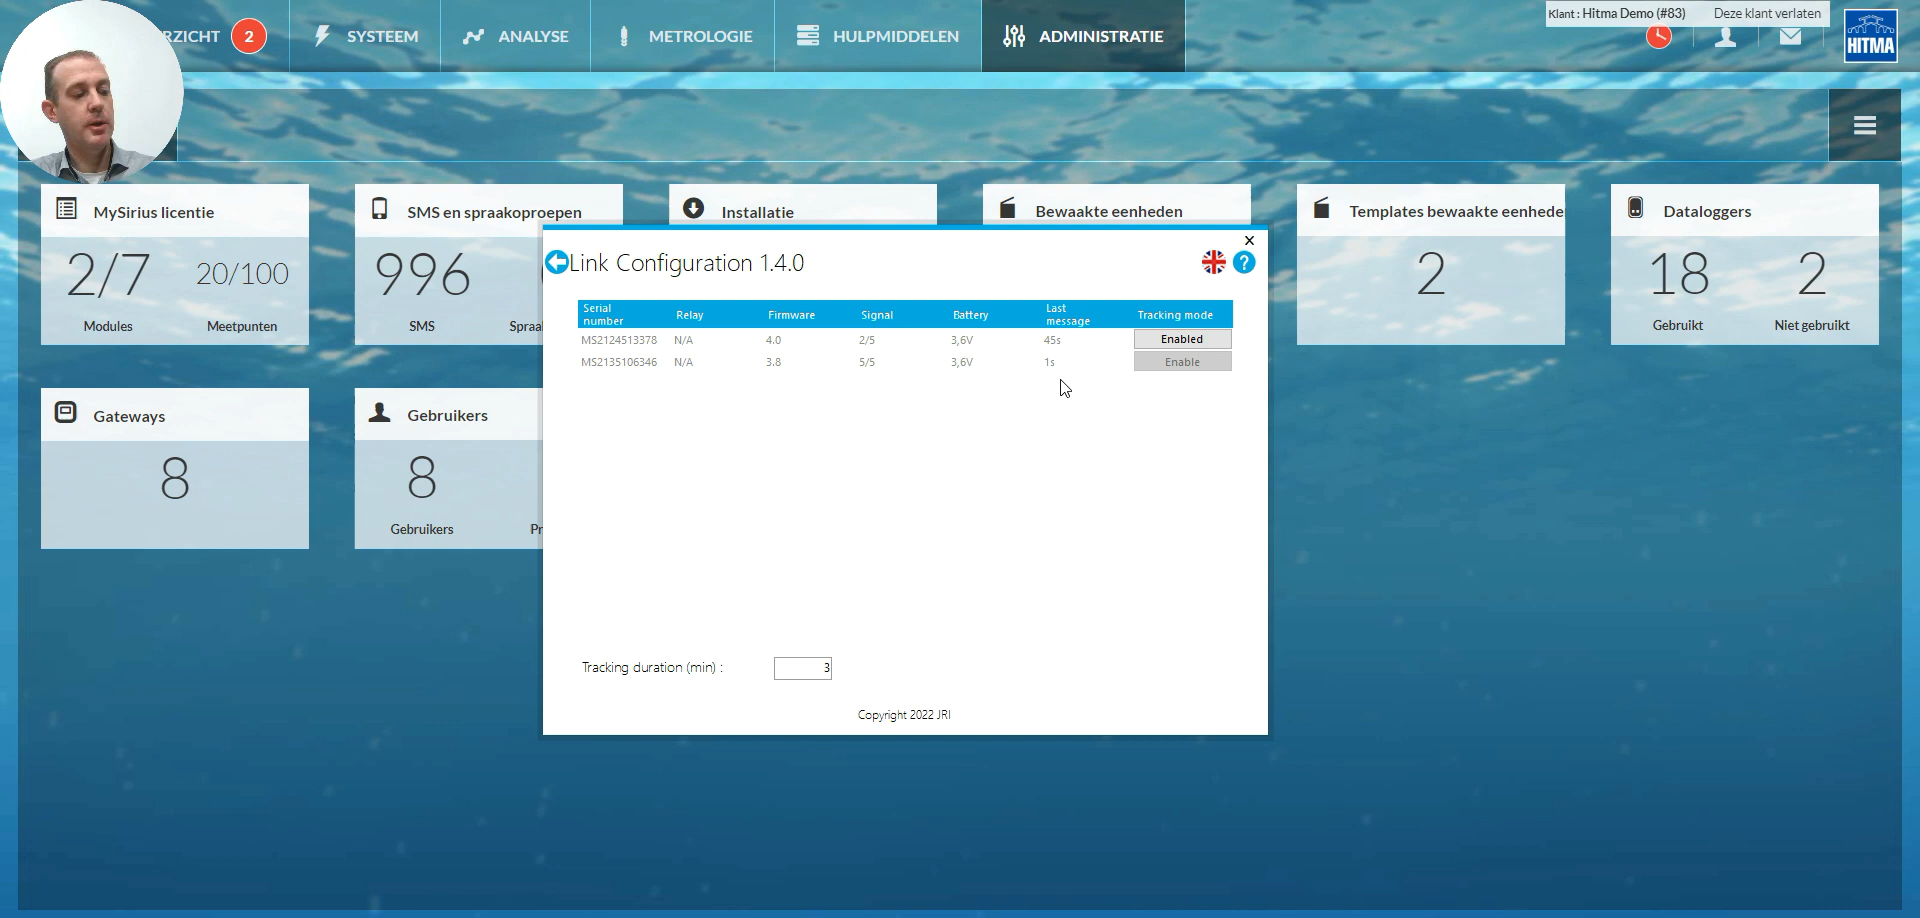 RZICHT 2 SYSTEEM ANALYSE METROLOGIE HULPMIDDELEN ADMINISTRATIE
Klant : Hitma Demo (#83) Deze klant verlaten
HITMA
MySirius licentie
2/7 20/100
Modules Meetpunten
SMS en spraakoproepen
996
SMS Spraa
Installatie
Bewaakte eenheden
Templates bewaakte eenhede
2
Dataloggers
18 2
Gebruikt Niet gebruikt
Gateways
8
Gebruikers
8
Gebruikers Pr
Link Configuration 1.4.0
x
?
Serial number Relay Firmware Signal Battery Last message Tracking mode
MS2124513378 N/A 4.0 2/5 3,6V 45s Enabled
MS2135106346 N/A 3.8 5/5 3,6V 1s Enable
Tracking duration (min) : 3
Copyright 2022 JRI